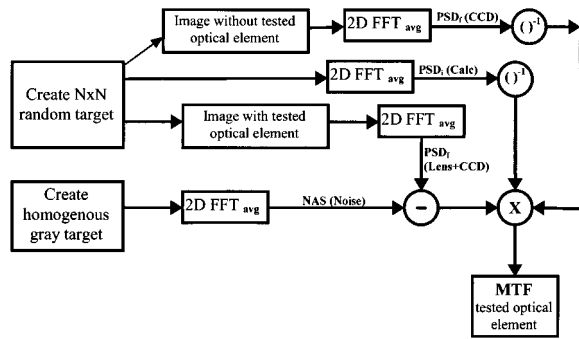 Image without tested
optical element
2D FFT avg
PSDf (CCD)
( )-1
2D FFT avg
PSDi (Calc)
( )-1
Create NxN
random target
Image with tested
optical element
2D FFT avg
PSDf
(Lens+CCD)
Create
homogenous
gray target
2D FFT avg
NAS (Noise)
−
X
MTF
tested optical
element